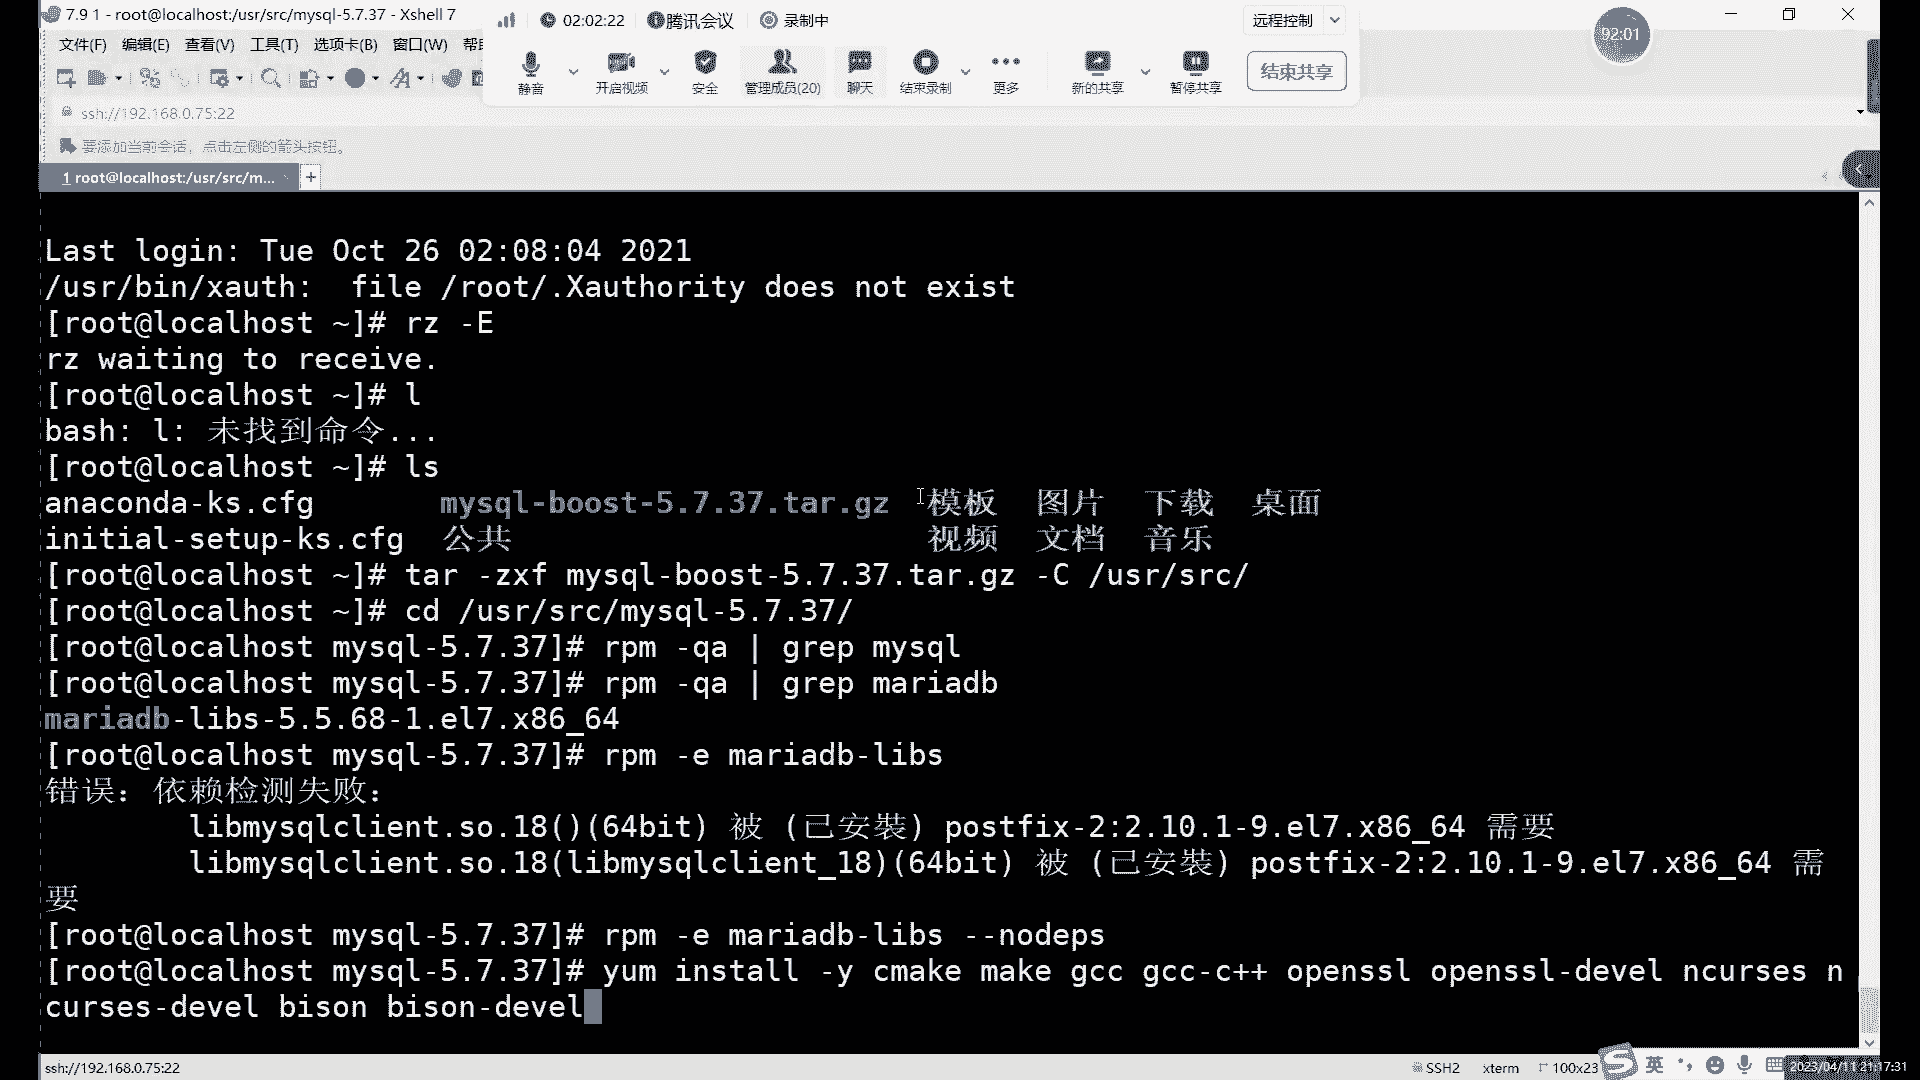 7.9 1 - root@localhost:/usr/src/mysql-5.7.37 - Xshell 7
02:02:22 腾讯会议 录制中
远程控制
92:01
文件(F) 编辑(E) 查看(V) 工具(T) 选项卡(B) 窗口(W)
静音 开启视频 安全 管理成员(20) 聊天 结束录制 更多 新的共享 暂停共享 结束共享
ssh://192.168.0.75:22
要添加当前会话，点击左侧的箭头按钮。
1 root@localhost:/usr/src/m... +
Last login: Tue Oct 26 02:08:04 2021
/usr/bin/xauth:  file /root/.Xauthority does not exist
[root@localhost ~]# rz -E
rz waiting to receive.
[root@localhost ~]# l
bash: l: 未找到命令...
[root@localhost ~]# ls
anaconda-ks.cfg mysql-boost-5.7.37.tar.gz 模板 图片 下载 桌面
initial-setup-ks.cfg 公共 视频 文档 音乐
[root@localhost ~]# tar -zxf mysql-boost-5.7.37.tar.gz -C /usr/src/
[root@localhost ~]# cd /usr/src/mysql-5.7.37/
[root@localhost mysql-5.7.37]# rpm -qa | grep mysql
[root@localhost mysql-5.7.37]# rpm -qa | grep mariadb
mariadb-libs-5.5.68-1.el7.x86_64
[root@localhost mysql-5.7.37]# rpm -e mariadb-libs
错误：依赖检测失败：
libmysqlclient.so.18()(64bit) 被 (已安裝) postfix-2:2.10.1-9.el7.x86_64 需要
libmysqlclient.so.18(libmysqlclient_18)(64bit) 被 (已安裝) postfix-2:2.10.1-9.el7.x86_64 需
要
[root@localhost mysql-5.7.37]# rpm -e mariadb-libs --nodeps
[root@localhost mysql-5.7.37]# yum install -y cmake make gcc gcc-c++ openssl openssl-devel ncurses n
curses-devel bison bison-devel
ssh://192.168.0.75:22 SSH2 xterm 100x23 英 2023/04/11 21:17:31